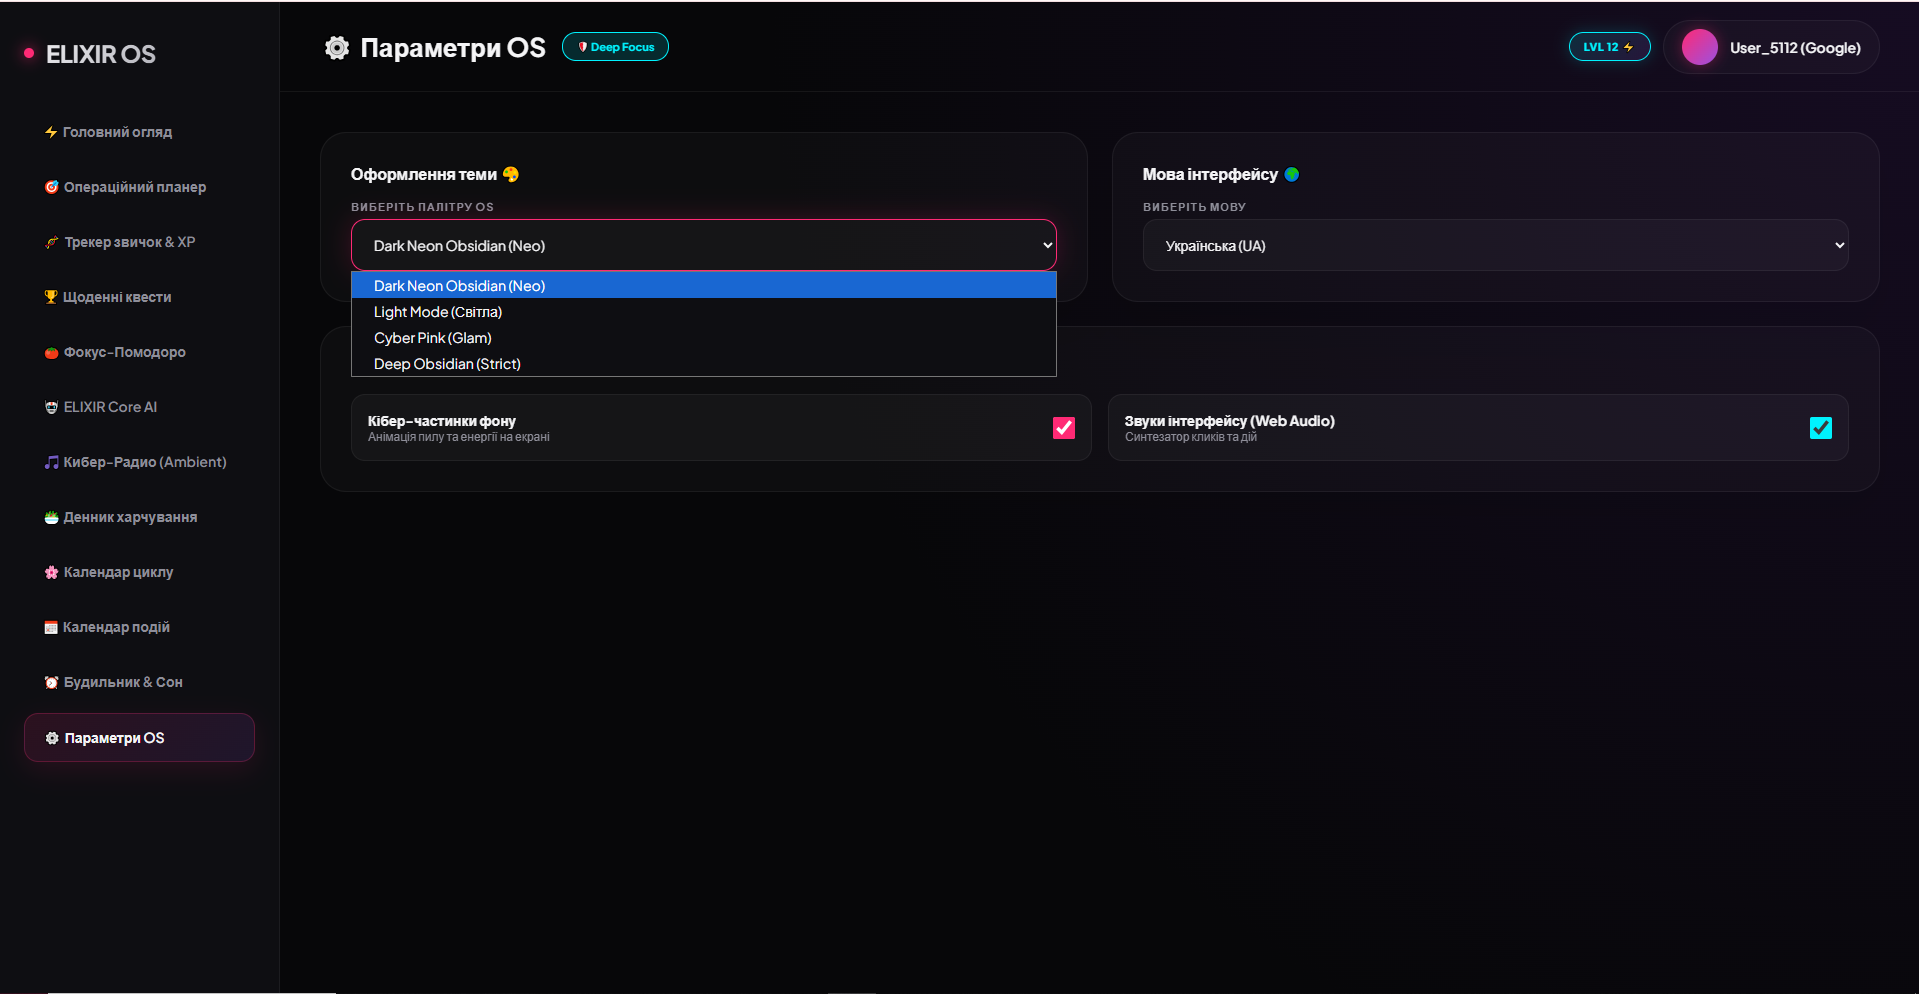 ELIXIR OS
Головний огляд
Операційний планер
Трекер звичок & XP
Щоденні квести
Фокус-Помодоро
ELIXIR Core AI
Кибер-Радио (Ambient)
Денник харчування
Календар циклу
Календар подій
Будильник & Сон
Параметри OS
Параметри OS
Deep Focus
LVL 12
User_5112 (Google)
Оформлення теми
ВИБЕРІТЬ ПАЛІТРУ OS
Dark Neon Obsidian (Neo)
Dark Neon Obsidian (Neo)
Light Mode (Світла)
Cyber Pink (Glam)
Deep Obsidian (Strict)
Мова інтерфейсу
ВИБЕРІТЬ МОВУ
Українська (UA)
Кібер-частинки фону
Анімація пилу та енергії на екрані
Звуки інтерфейсу (Web Audio)
Синтезатор кликів та дій